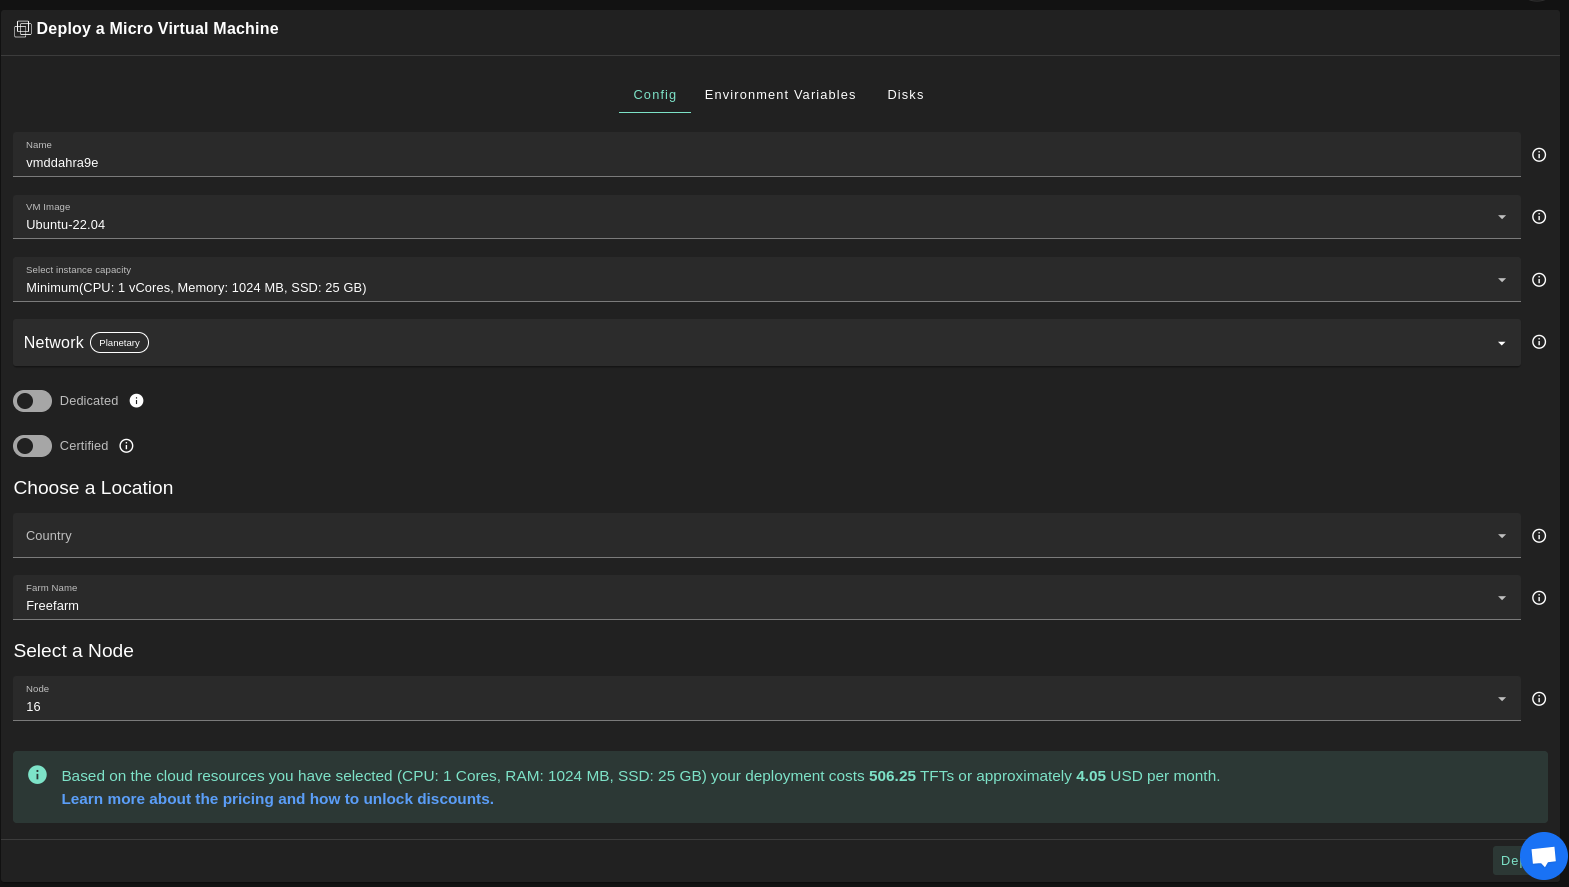 Deploy a Micro Virtual Machine
Config Environment Variables Disks
Name
vmddahra9e
VM Image
Ubuntu-22.04
Select instance capacity
Minimum(CPU: 1 vCores, Memory: 1024 MB, SSD: 25 GB)
Network Planetary
Dedicated
Certified
Choose a Location
Country
Farm Name
Freefarm
Select a Node
Node
16
Based on the cloud resources you have selected (CPU: 1 Cores, RAM: 1024 MB, SSD: 25 GB) your deployment costs 506.25 TFTs or approximately 4.05 USD per month.
Learn more about the pricing and how to unlock discounts.